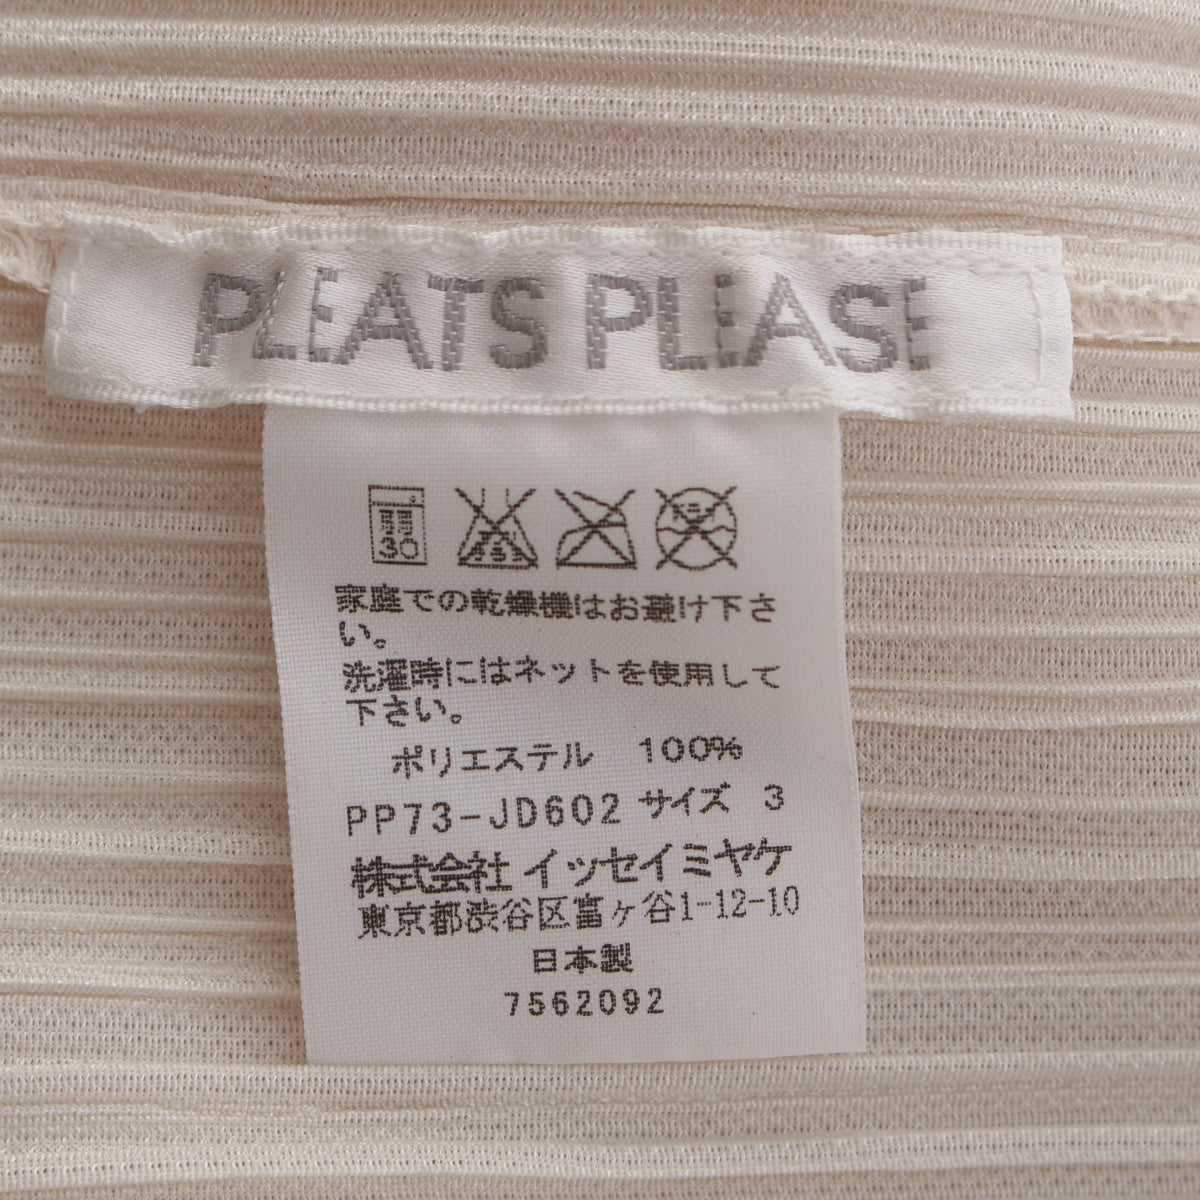 PLEATS PLEASE
30
家庭での乾燥機はお避け下さ
い。
洗濯時にはネットを使用して
下さい。
ポリエステル 100%
PP73-JD602 サイズ 3
株式会社 イッセイミヤケ
東京都渋谷区富ヶ谷1-12-10
日本製
7562092